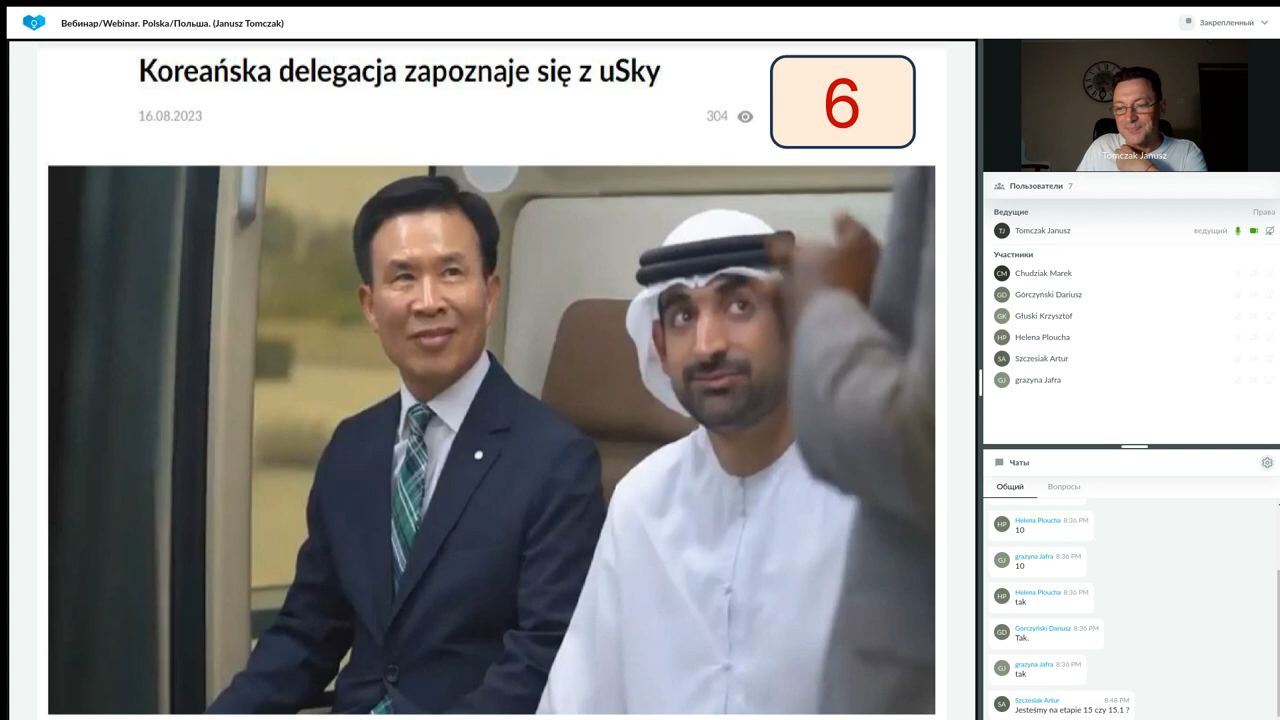 Вебинар/Webinar. Polska/Польша. (Janusz Tomczak)
Закрепленный
Koreańska delegacja zapoznaje się z uSky
16.08.2023
304
6
Tomczak Janusz
Пользователи 7
Ведущие
Права
TJ Tomczak Janusz
ведущий
Участники
CM Chudziak Marek
GD Górczyński Dariusz
GK Głuski Krzysztof
HP Helena Płoucha
SA Szczesiak Artur
GJ grazyna Jafra
Чаты
Общий
Вопросы
HP Helena Płoucha 8:36 PM
10
GJ grazyna Jafra 8:36 PM
10
HP Helena Płoucha 8:36 PM
tak
GD Górczyński Dariusz 8:36 PM
Tak.
GJ grazyna Jafra 8:36 PM
tak
SA Szczesiak Artur 8:48 PM
Jesteśmy na etapie 15 czy 15.1 ?